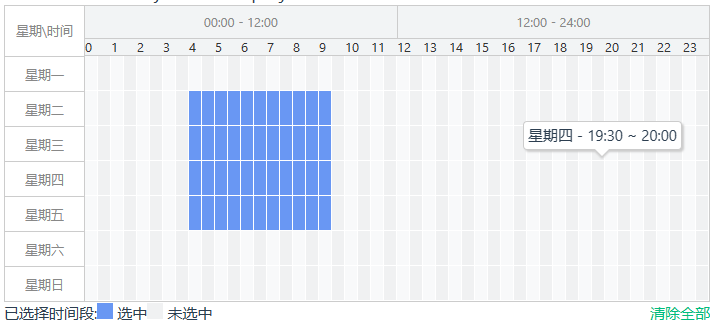 星期\时间
00:00 - 12:00 12:00 - 24:00
0 1 2 3 4 5 6 7 8 9 10 11 12 13 14 15 16 17 18 19 20 21 22 23
星期一
星期二
星期三
星期四 - 19:30 ~ 20:00
星期四
星期五
星期六
星期日
已选择时间段: 选中 未选中 清除全部